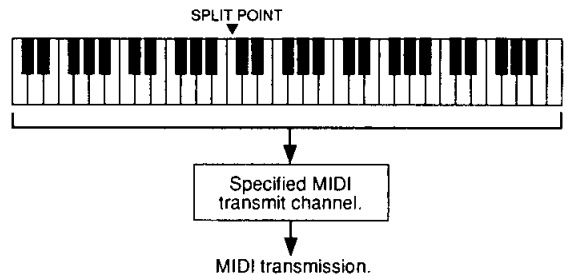 SPLIT POINT
Specified MIDI
transmit channel.
MIDI transmission.